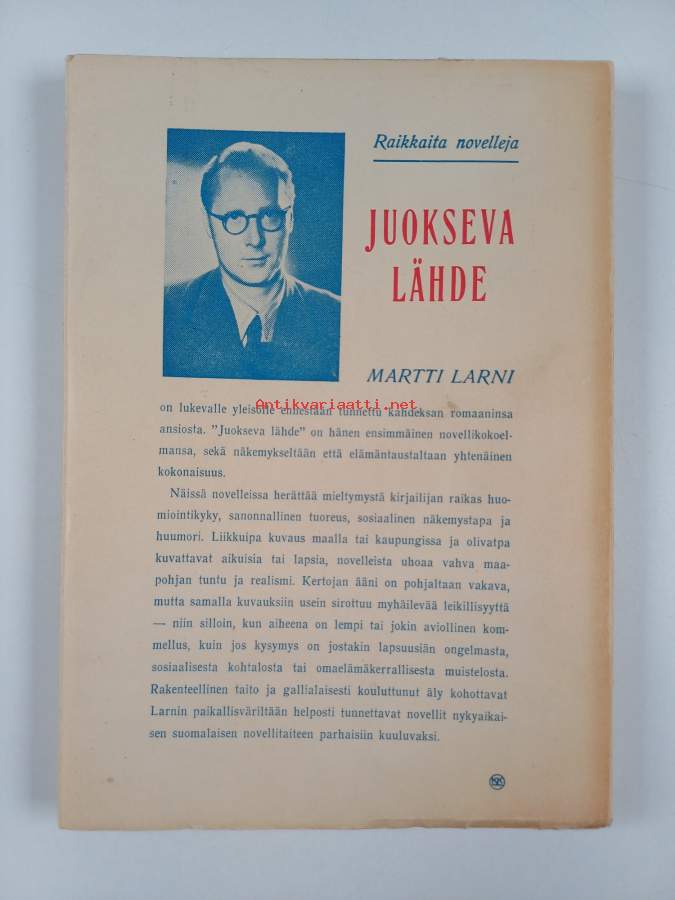 Raikkaita novelleja
JUOKSEVA
LÄHDE
MARTTI LARNI
Antikvariaatti.net
on lukevalle yleisölle ennestään tunnettu kahdeksan romaaninsa
ansiosta. "Juokseva lähde" on hänen ensimmäinen novellikokoel-
mansa, sekä näkemykseltään että elämäntaustaltaan yhtenäinen
kokonaisuus.
Näissä novelleissa herättää mieltymystä kirjailijan raikas huo-
miointikyky, sanonnallinen tuoreus, sosiaalinen näkemystapa ja
huumori. Liikkuipa kuvaus maalla tai kaupungissa ja olivatpa
kuvattavat aikuisia tai lapsia, novelleista uhoaa vahva maa-
pohjan tuntu ja realismi. Kertojan ääni on pohjaltaan vakava,
mutta samalla kuvauksiin usein sirottuu myhäilevää leikillisyyttä
— niin silloin, kun aiheena on lempi tai jokin aviollinen kom-
mellus, kuin jos kysymys on jostakin lapsuusiän ongelmasta,
sosiaalisesta kohtalosta tai omaelämäkerrallisesta muistelosta.
Rakenteellinen taito ja gallialaisesti kouluttunut äly kohottavat
Larnin paikallisväriltään helposti tunnettavat novellit nykyaikai-
sen suomalaisen novellitaiteen parhaisiin kuuluvaksi.